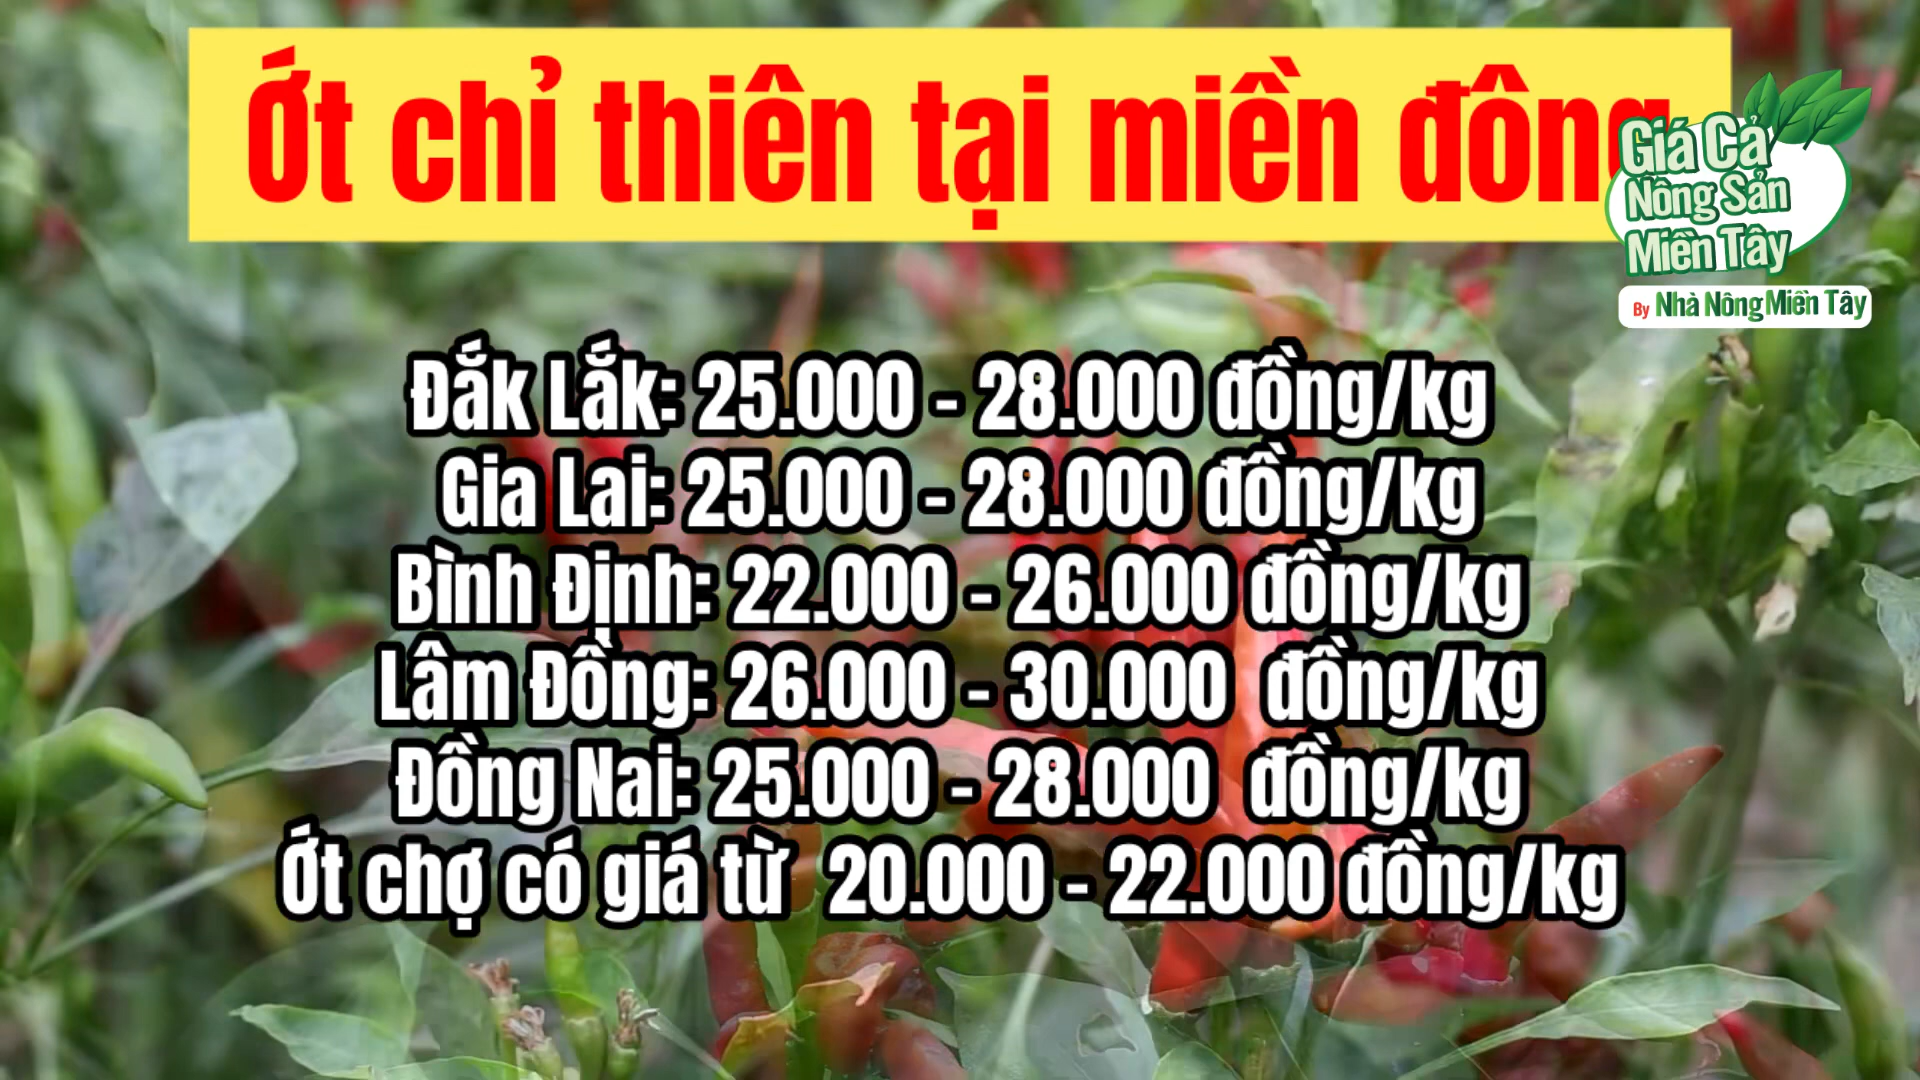 Ớt chỉ thiên tại miền đông
Giá Cả
Nông Sản
Miền Tây
By Nhà Nông Miền Tây
Đắk Lắk: 25.000 - 28.000 đồng/kg
Gia Lai: 25.000 - 28.000 đồng/kg
Bình Định: 22.000 - 26.000 đồng/kg
Lâm Đồng: 26.000 - 30.000 đồng/kg
Đồng Nai: 25.000 - 28.000 đồng/kg
Ớt chợ có giá từ 20.000 - 22.000 đồng/kg